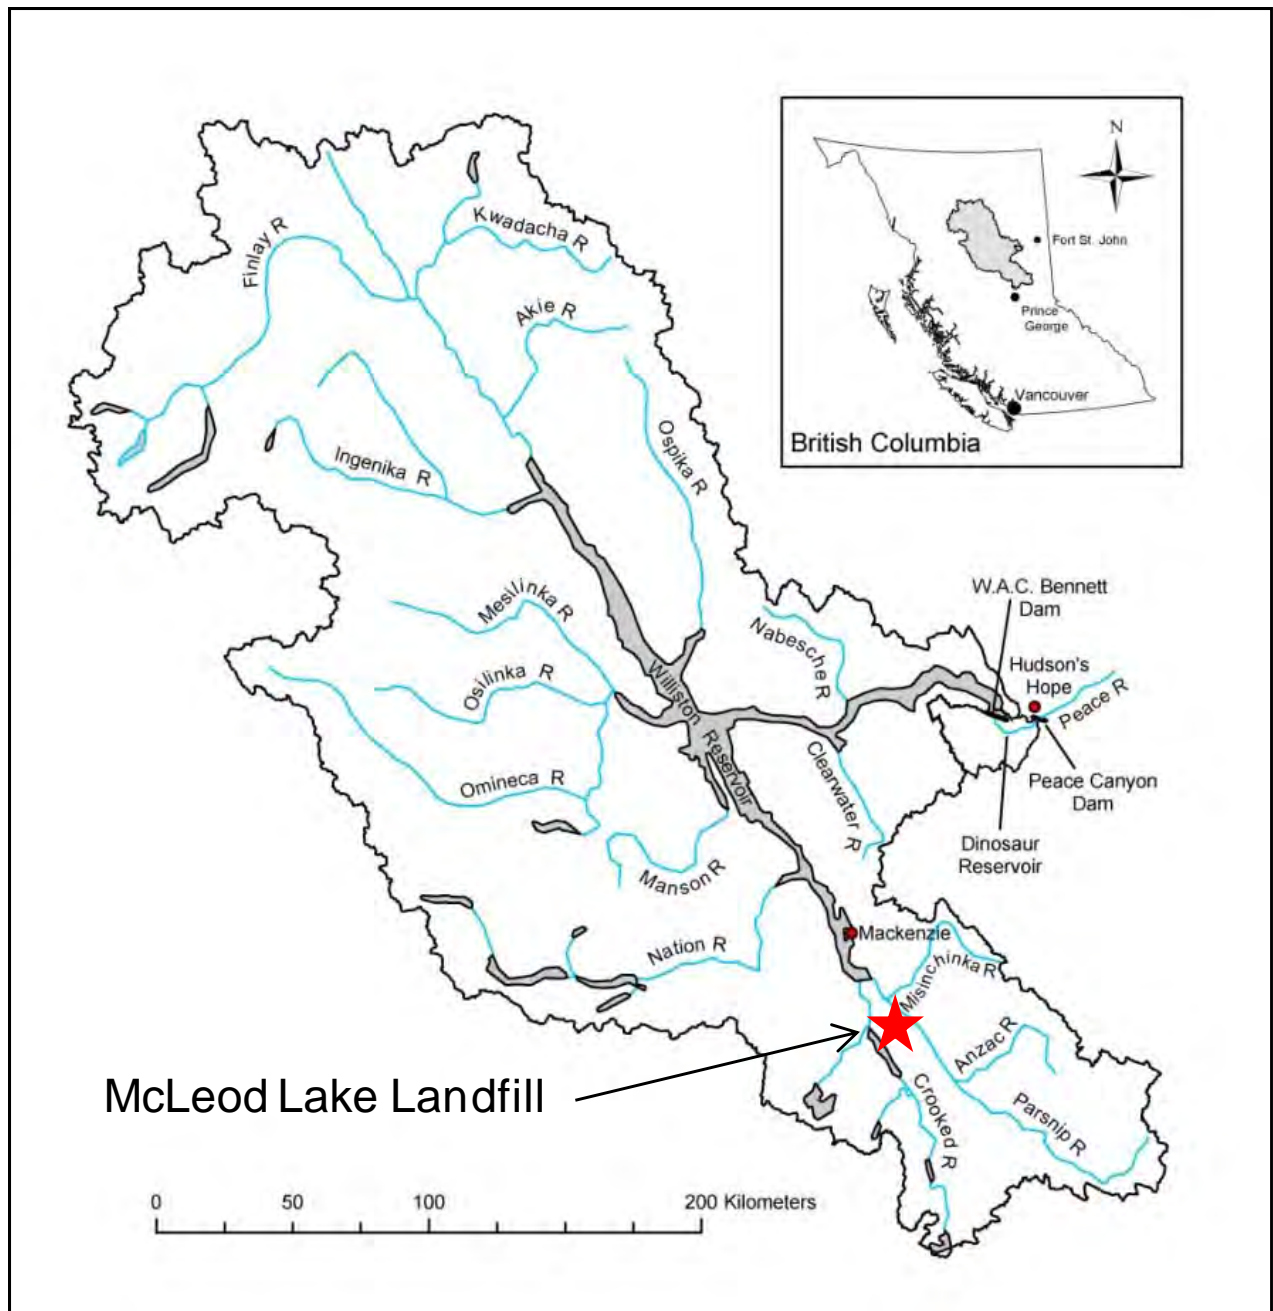 N
Fort St. John
Prince
George
Vancouver
British Columbia
Kwadacha R
Finlay R
Akie R
Ospika R
Ingenika R
Mesilinka R
Osilinka R
Omineca R
Manson R
Nation R
Williston Reservoir
Nabesche R
Clearwater R
W.A.C. Bennett
Dam
Hudson's
Hope
Peace R
Peace Canyon
Dam
Dinosaur
Reservoir
Mackenzie
Misinchinka R
Anzac R
Parsnip R
Crooked R
McLeod Lake Landfill
0 50 100 200 Kilometers